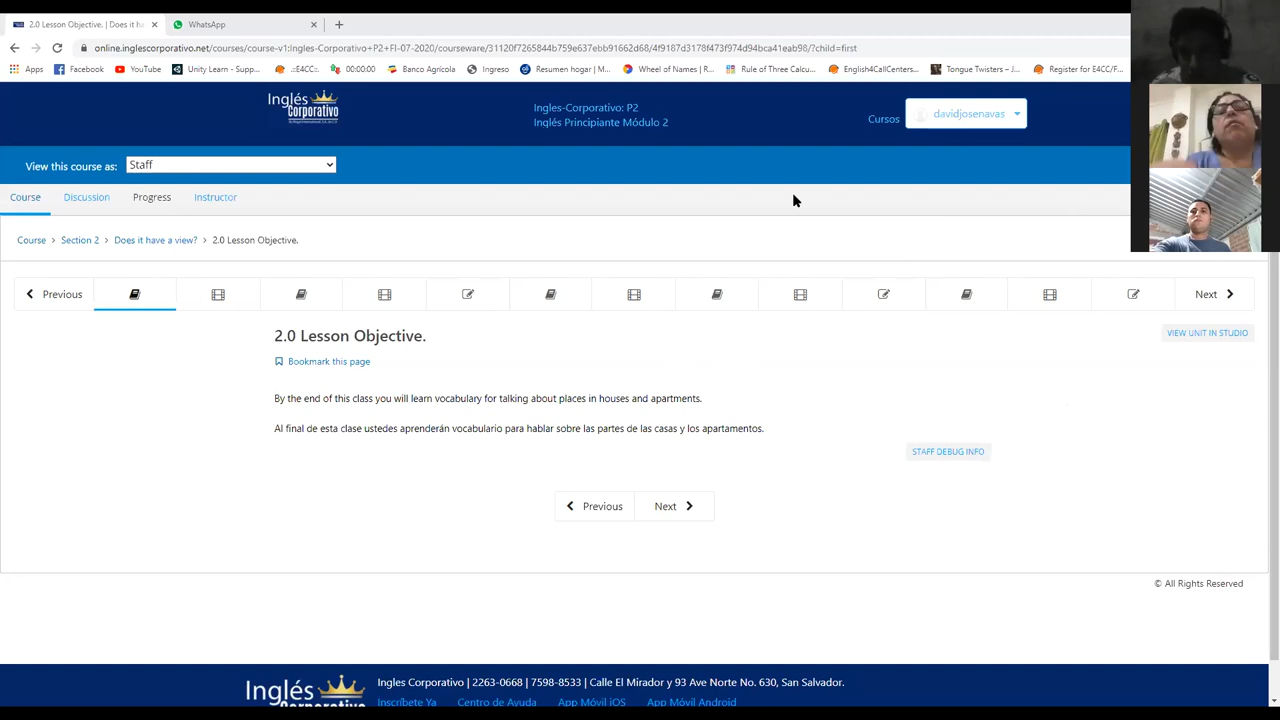 2.0 Lesson Objective. | Does it ha
WhatsApp
online.inglescorporativo.net/courses/course-v1:Ingles-Corporativo+P2+FI-07-2020/courseware/31120f7265844b759e637ebb91662d68/4f9187d3178f473f974d94bca41eab98/?child=first
Apps
Facebook
YouTube
Unity Learn - Supp...
.::E4CC::.
00:00:00
Banco Agrícola
Ingreso
Resumen hogar | M...
Wheel of Names | R...
Rule of Three Calcu...
English4CallCenters...
Tongue Twisters – J...
Register for E4CC/F...
Inglés
Corporativo
Ingles-Corporativo: P2
Inglés Principiante Módulo 2
Cursos
davidjosenavas
View this course as:
Staff
Course
Discussion
Progress
Instructor
Course > Section 2 > Does it have a view? > 2.0 Lesson Objective.
Previous
Next
2.0 Lesson Objective.
VIEW UNIT IN STUDIO
Bookmark this page
By the end of this class you will learn vocabulary for talking about places in houses and apartments.
Al final de esta clase ustedes aprenderán vocabulario para hablar sobre las partes de las casas y los apartamentos.
STAFF DEBUG INFO
Previous
Next
© All Rights Reserved
Inglés
Corporativo
Ingles Corporativo | 2263-0668 | 7598-8533 | Calle El Mirador y 93 Ave Norte No. 630, San Salvador.
Inscríbete Ya
Centro de Ayuda
App Móvil iOS
App Móvil Android